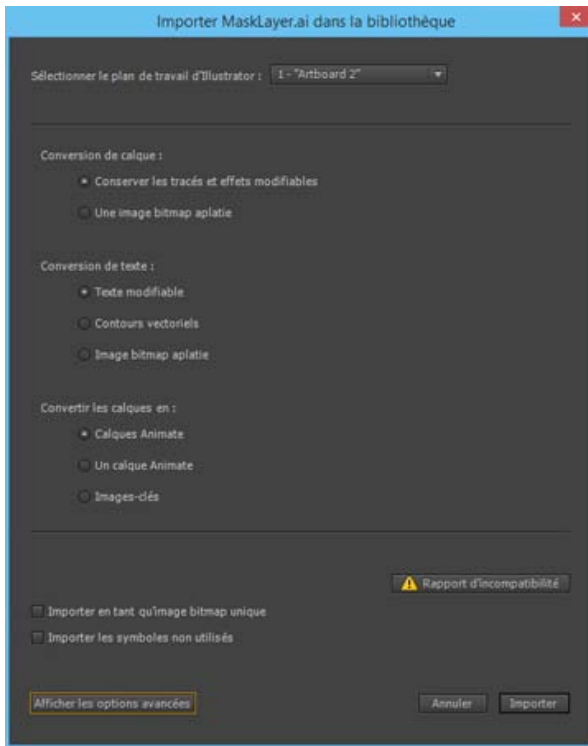 Importer MaskLayer.ai dans la bibliothèque
Sélectionner le plan de travail d'Illustrator : 1 - "Artboard 2"
Conversion de calque :
Conserver les tracés et effets modifiables
Une image bitmap aplatie
Conversion de texte :
Texte modifiable
Contours vectoriels
Image bitmap aplatie
Convertir les calques en :
Calques Animate
Un calque Animate
Images-clés
Rapport d'incompatibilité
Importer en tant qu'image bitmap unique
Importer les symboles non utilisés
Afficher les options avancées Annuler Importer